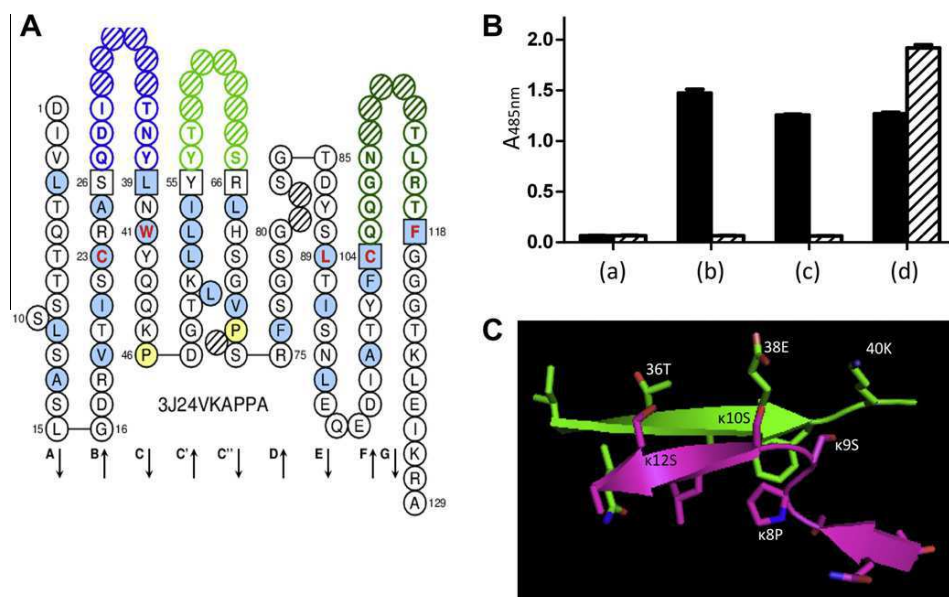 A
3J24VKAPPA
1 D I V L T Q T T S 10 S L S A S 15 L
I D Q 26 S A R 23 C S I T V R D G 16
T N Y 39 L N 41 W Y Q Q K 46 P
T Y 55 Y I L L K T G D
L
S 66 R L H S G V P S
G S 80 G S G S F R 75
T 85 D Y S 89 L T I S N L E Q
N G Q Q 104 C F Y T A I D E
T L R T F 118 G G G T K L E I K R A 129
A B C C' C'' D E F G
B
A485nm
2.0
1.5
1.0
0.5
0.0
(a) (b) (c) (d)
C
36T 38E 40K
κ10S
κ9S
κ12S
κ8P